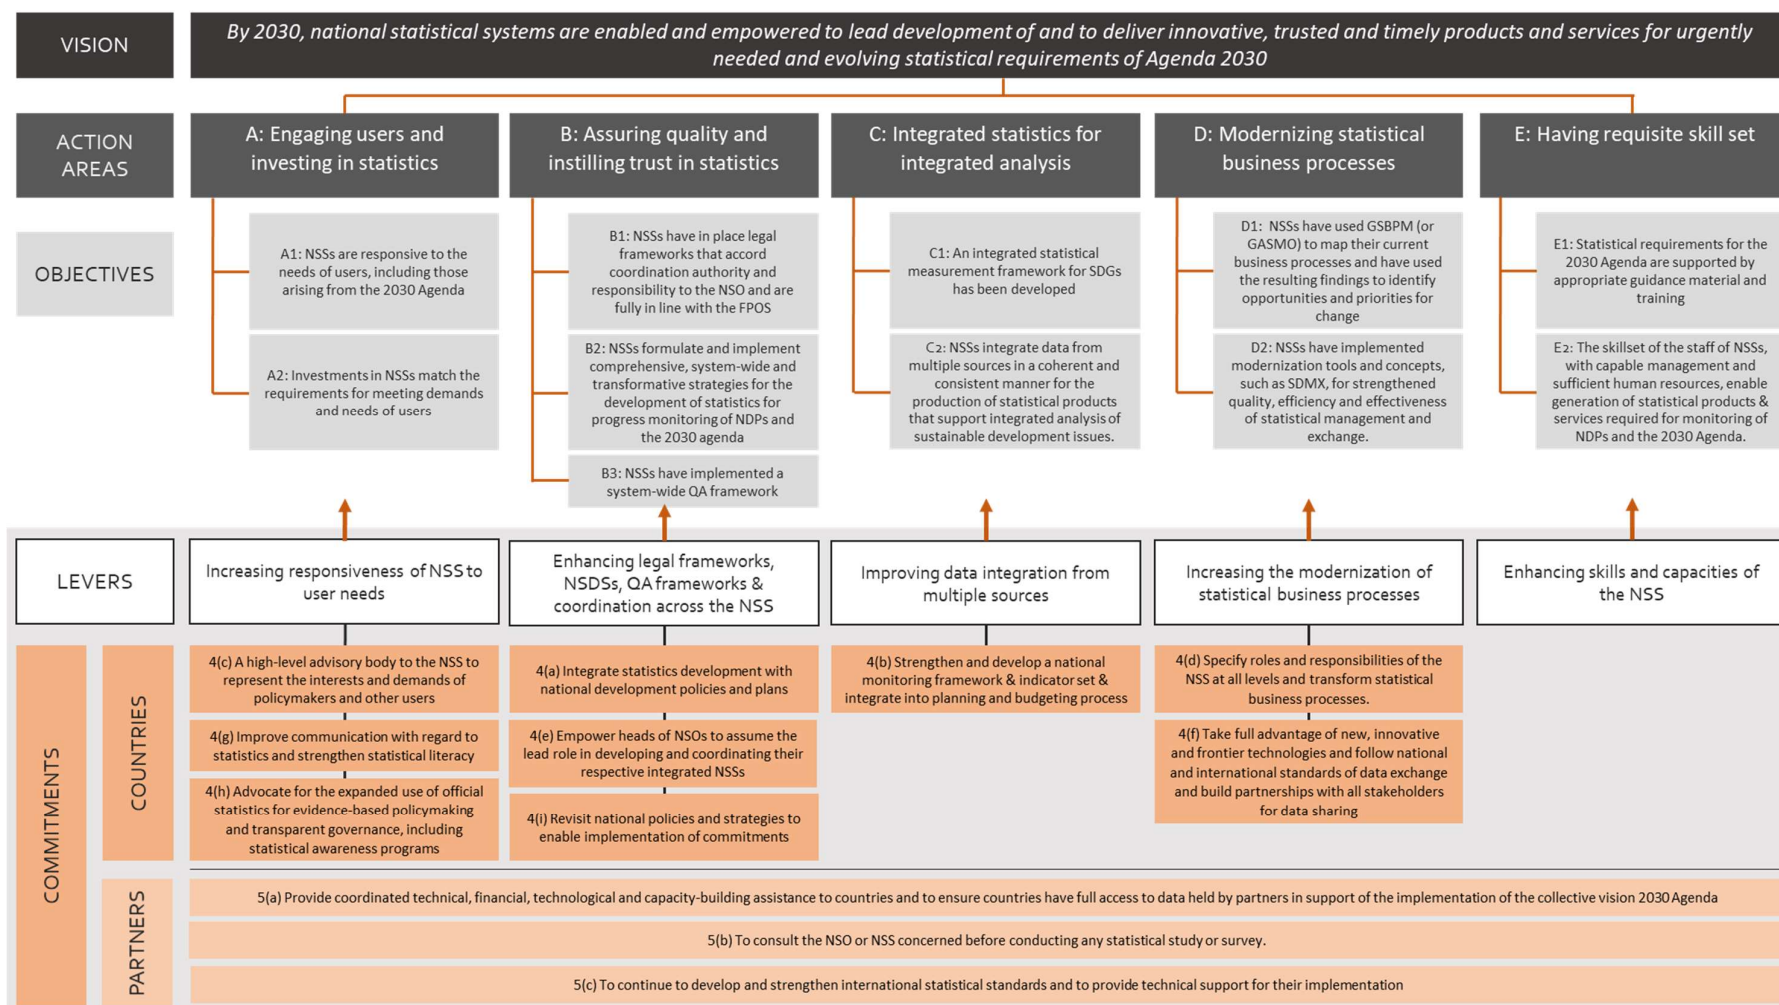 VISION
By 2030, national statistical systems are enabled and empowered to lead development of and to deliver innovative, trusted and timely products and services for urgently
needed and evolving statistical requirements of Agenda 2030
ACTION
AREAS
A: Engaging users and
investing in statistics
B: Assuring quality and
instilling trust in statistics
C: Integrated statistics for
integrated analysis
D: Modernizing statistical
business processes
E: Having requisite skill set
OBJECTIVES
A1: NSSs are responsive to the
needs of users, including those
arising from the 2030 Agenda
A2: Investments in NSSs match the
requirements for meeting demands
and needs of users
B1: NSSs have in place legal
frameworks that accord
coordination authority and
responsibility to the NSO and are
fully in line with the FPOS
B2: NSSs formulate and implement
comprehensive, system-wide and
transformative strategies for the
development of statistics for
progress monitoring of NDPs and
the 2030 agenda
B3: NSSs have implemented a
system-wide QA framework
C1: An integrated statistical
measurement framework for SDGs
has been developed
C2: NSSs integrate data from
multiple sources in a coherent and
consistent manner for the
production of statistical products
that support integrated analysis of
sustainable development issues.
D1: NSSs have used GSBPM (or
GASMO) to map their current
business processes and have used
the resulting findings to identify
opportunities and priorities for
change
D2: NSSs have implemented
modernization tools and concepts,
such as SDMX, for strengthened
quality, efficiency and effectiveness
of statistical management and
exchange.
E1: Statistical requirements for the
2030 Agenda are supported by
appropriate guidance material and
training
E2: The skillset of the staff of NSSs,
with capable management and
sufficient human resources, enable
generation of statistical products &
services required for monitoring of
NDPs and the 2030 Agenda.
LEVERS
Increasing responsiveness of NSS to
user needs
Enhancing legal frameworks,
NSDSs, QA frameworks &
coordination across the NSS
Improving data integration from
multiple sources
Increasing the modernization of
statistical business processes
Enhancing skills and capacities of
the NSS
COMMITMENTS
COUNTRIES
4(c) A high-level advisory body to the NSS to
represent the interests and demands of
policymakers and other users
4(g) Improve communication with regard to
statistics and strengthen statistical literacy
4(h) Advocate for the expanded use of official
statistics for evidence-based policymaking
and transparent governance, including
statistical awareness programs
4(a) Integrate statistics development with
national development policies and plans
4(e) Empower heads of NSOs to assume the
lead role in developing and coordinating their
respective integrated NSSs
4(i) Revisit national policies and strategies to
enable implementation of commitments
4(b) Strengthen and develop a national
monitoring framework & indicator set &
integrate into planning and budgeting process
4(d) Specify roles and responsibilities of the
NSS at all levels and transform statistical
business processes.
4(f) Take full advantage of new, innovative
and frontier technologies and follow national
and international standards of data exchange
and build partnerships with all stakeholders
for data sharing
PARTNERS
5(a) Provide coordinated technical, financial, technological and capacity-building assistance to countries and to ensure countries have full access to data held by partners in support of the implementation of the collective vision 2030 Agenda
5(b) To consult the NSO or NSS concerned before conducting any statistical study or survey.
5(c) To continue to develop and strengthen international statistical standards and to provide technical support for their implementation